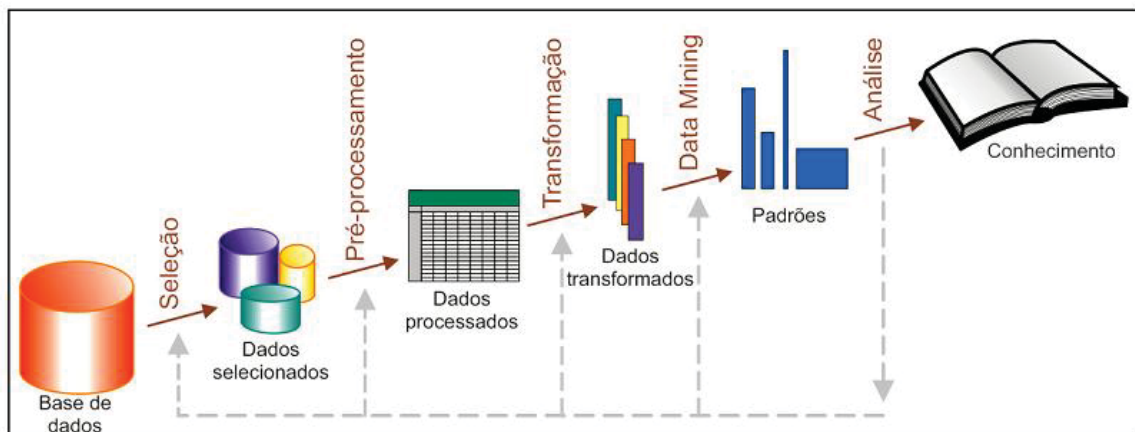 Base de
dados
Seleção
Dados
selecionados
Pré-processamento
Dados
processados
Transformação
Dados
transformados
Data Mining
Padrões
Análise
Conhecimento